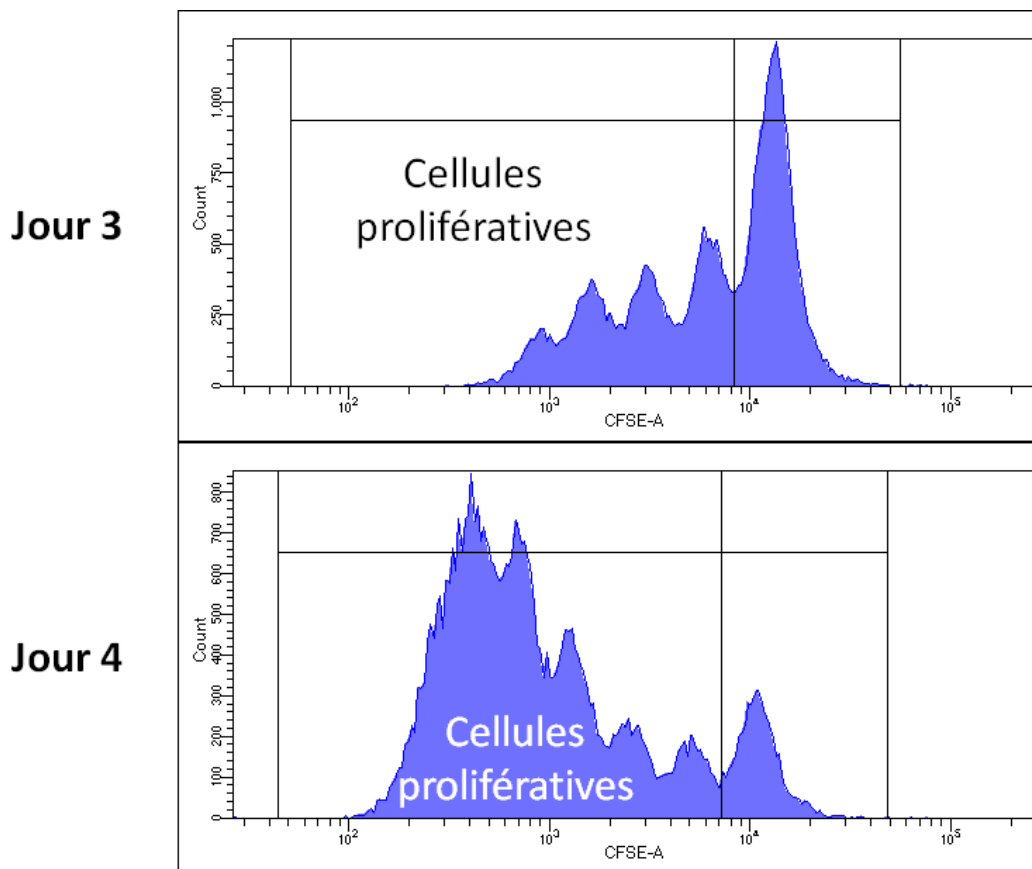 Jour 3
Count
1,000
750
500
250
0
Cellules
prolifératives
10² 10³ 10⁴ 10⁵
CFSE-A
Jour 4
Count
800
700
600
500
400
300
200
100
0
Cellules
prolifératives
10² 10³ 10⁴ 10⁵
CFSE-A